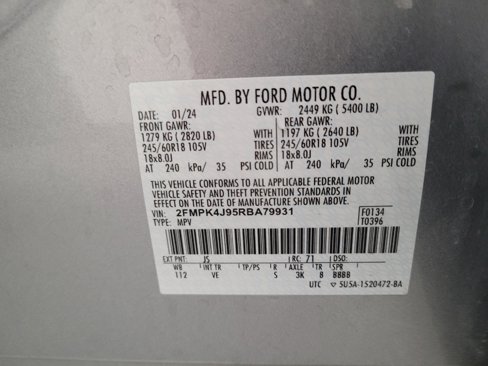 MFD. BY FORD MOTOR CO.
DATE: 01/24 GVWR: 2449 KG ( 5400 LB)
FRONT GAWR: REAR GAWR:
1279 KG ( 2820 LB) WITH 1197 KG ( 2640 LB) WITH
245/60R18 105V TIRES 245/60R18 105V TIRES
18x8.0J RIMS 18x8.0J RIMS
AT 240 kPa/ 35 PSI COLD AT 240 kPa/ 35 PSI COLD
THIS VEHICLE CONFORMS TO ALL APPLICABLE FEDERAL MOTOR
VEHICLE SAFETY AND THEFT PREVENTION STANDARDS IN
EFFECT ON THE DATE OF MANUFACTURE SHOWN ABOVE.
VIN: 2FMPK4J95RBA79931 F0134
TYPE: MPV T0396
EXT PNT: JS RC: 71 DSO:
WB INT TR TP/PS R AXLE TR SPR
112 VE S 3K 8 BBBB
UTC 5U5A-1520472-BA